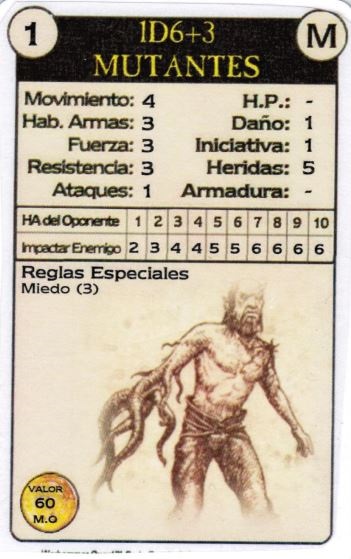 1
1D6+3
M
MUTANTES
Movimiento: 4 H.P.: -
Hab. Armas: 3 Daño: 1
Fuerza: 3 Iniciativa: 1
Resistencia: 3 Heridas: 5
Ataques: 1 Armadura: -
HA del Oponente 1 2 3 4 5 6 7 8 9 10
Impactar Enemigo 2 3 4 4 5 5 6 6 6 6
Reglas Especiales
Miedo (3)
VALOR
60
M.O